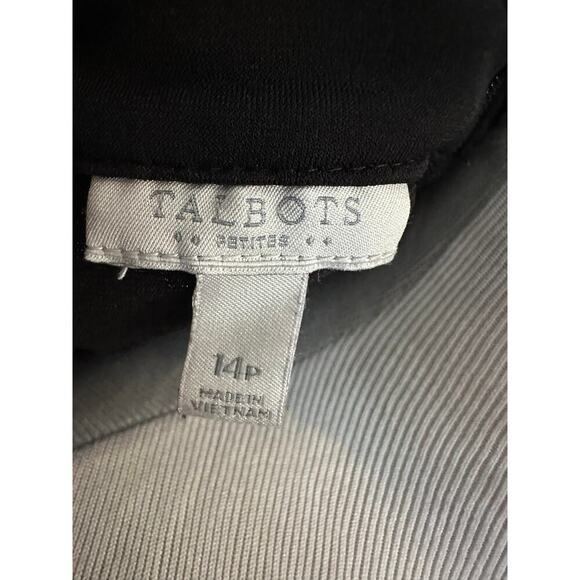 TALBOTS
PETITES
14P
MADE IN
VIETNAM